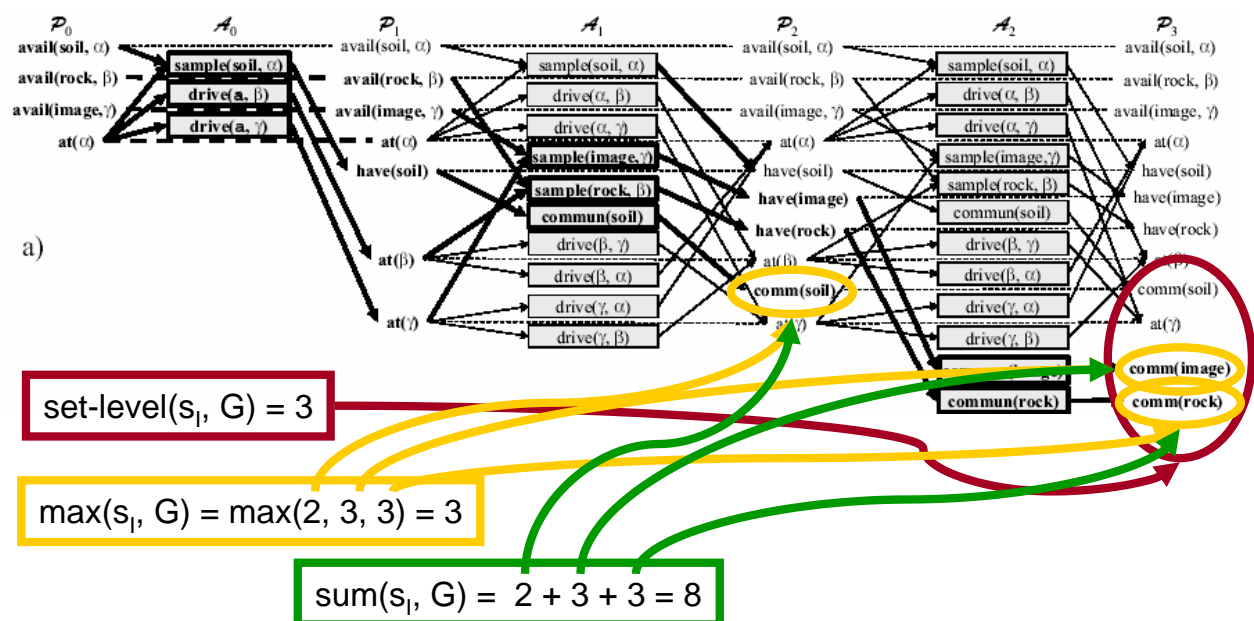 𝒫₀
avail(soil, α)
avail(rock, β)
avail(image,γ)
at(α)
𝒜₀
sample(soil, α)
drive(a, β)
drive(a, γ)
𝒫₁
avail(soil, α)
avail(rock, β)
avail(image, γ)
at(α)
have(soil)
at(β)
at(γ)
𝒜₁
sample(soil, α)
drive(α, β)
drive(α, γ)
sample(image,γ)
sample(rock, β)
commun(soil)
drive(β, γ)
drive(β, α)
drive(γ, α)
drive(γ, β)
𝒫₂
avail(soil, α)
avail(rock, β)
avail(image, γ)
at(α)
have(soil)
have(image)
have(rock)
at(β)
comm(soil)
at(γ)
𝒜₂
sample(soil, α)
drive(α, β)
drive(α, γ)
sample(image,γ)
sample(rock, β)
commun(soil)
drive(β, γ)
drive(β, α)
drive(γ, α)
drive(γ, β)
commun(rock)
𝒫₃
avail(soil, α)
avail(rock, β)
avail(image, γ)
at(α)
have(soil)
have(image)
have(rock)
at(β)
comm(soil)
at(γ)
comm(image)
comm(rock)
a)
set-level(s_I, G) = 3
max(s_I, G) = max(2, 3, 3) = 3
sum(s_I, G) = 2 + 3 + 3 = 8